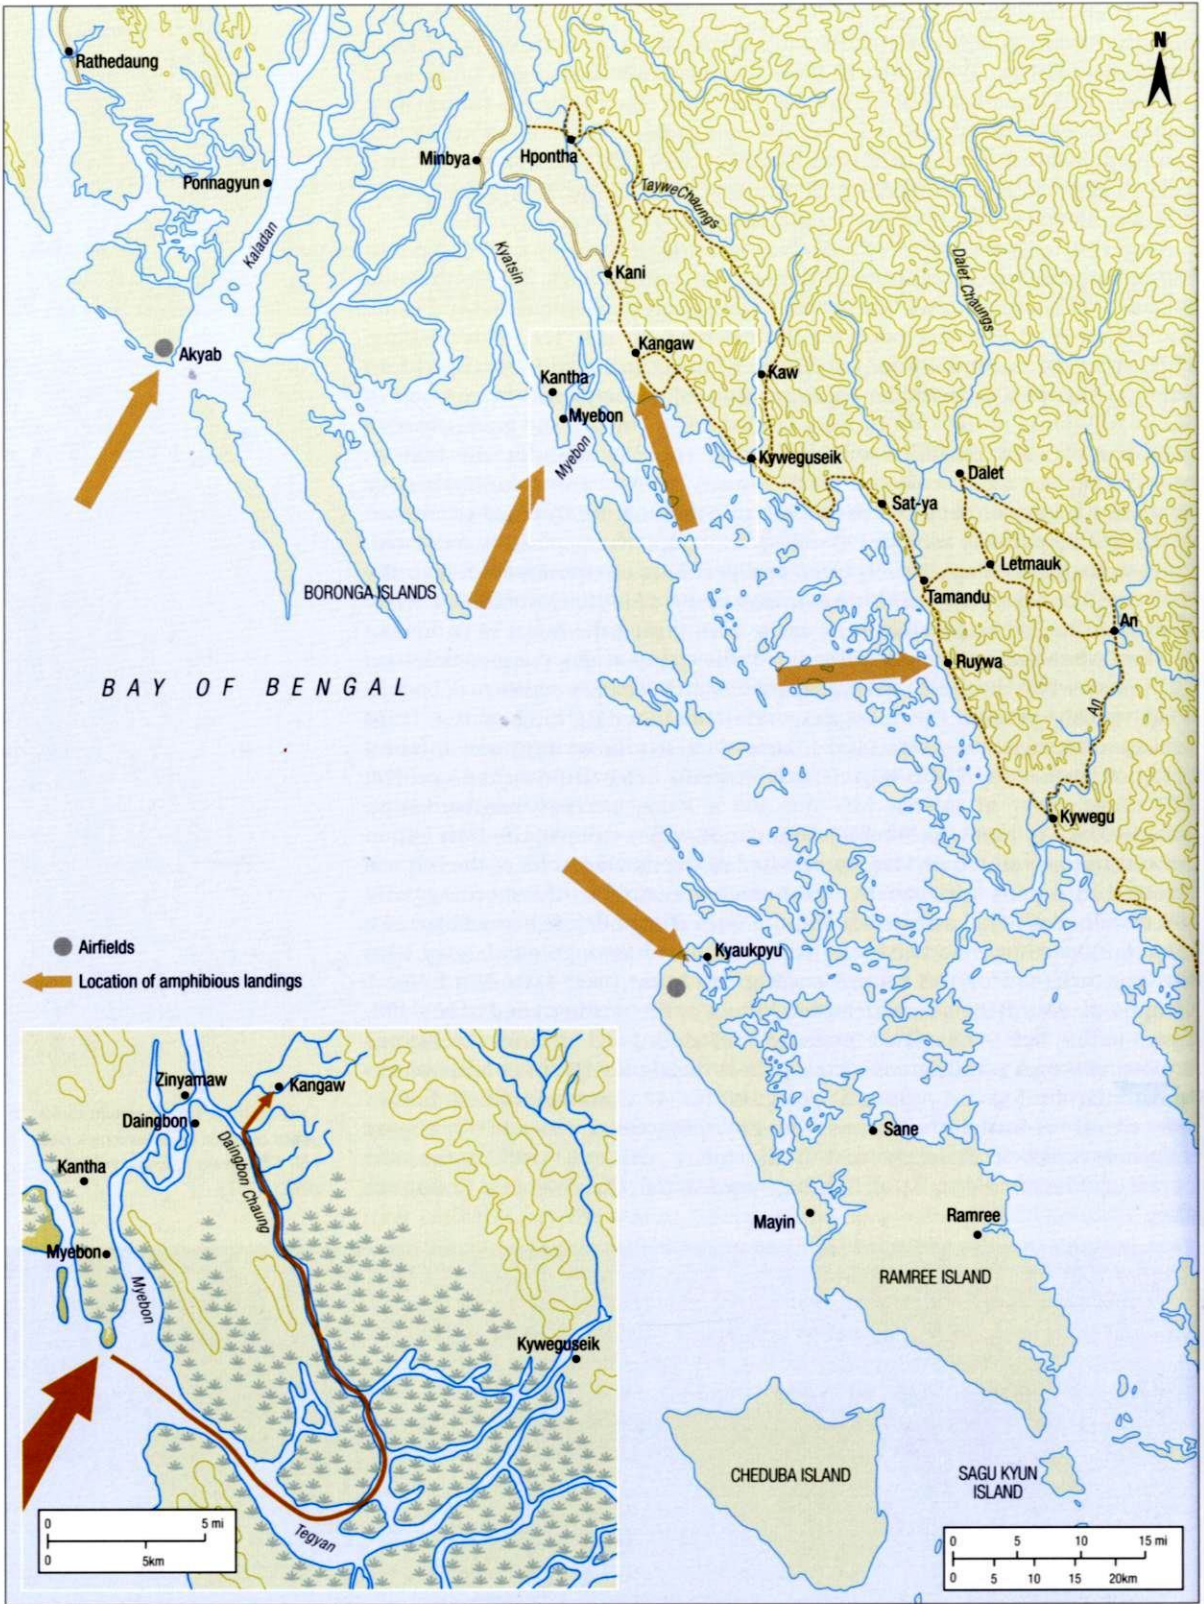 N
Rathedaung
Minbya
Hpontha
Ponnagyun
TayweChaungs
Kaladan
Kyatsin
Dalet Chaungs
Kani
Akyab
Kangaw
Kantha
Kaw
Myebon
Myebon
Kyweguseik
Dalet
Sat-ya
Letmauk
BORONGA ISLANDS
Tamandu
An
Ruywa
BAY OF BENGAL
An
Kywegu
Airfields
Kyaukpyu
Location of amphibious landings
Zinyamaw
Kangaw
Daingbon
Daingbon Chaung
Kantha
Myebon
Myebon
Kyweguseik
Tegyan
0 5 mi
0 5km
Sane
Mayin
Ramree
RAMREE ISLAND
CHEDUBA ISLAND
SAGU KYUN
ISLAND
0 5 10 15 mi
0 5 10 15 20km